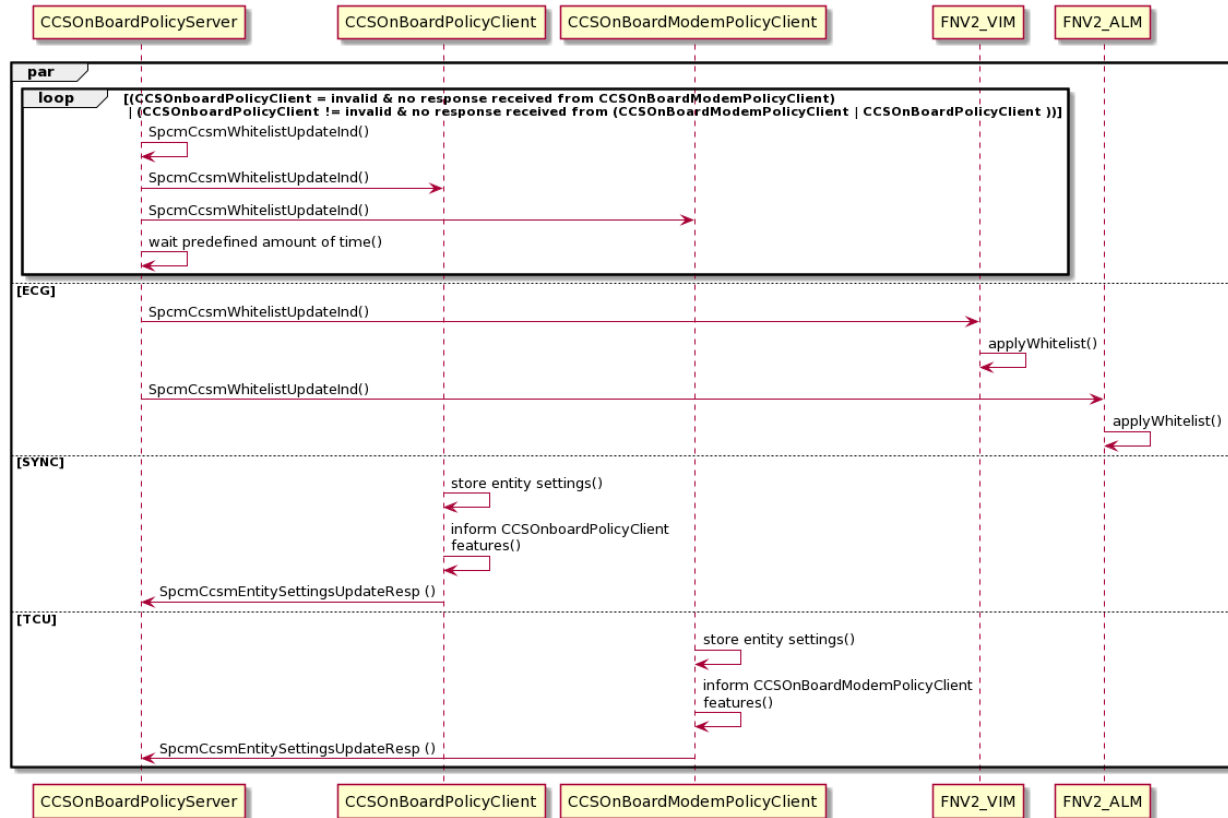 CCSOnBoardPolicyServer CCSOnBoardPolicyClient CCSOnBoardModemPolicyClient FNV2_VIM FNV2_ALM
par
loop [(CCSOnboardPolicyClient = invalid & no response received from CCSOnBoardModemPolicyClient)
| (CCSOnboardPolicyClient != invalid & no response received from (CCSOnBoardModemPolicyClient | CCSOnBoardPolicyClient ))]
SpcmCcsmWhitelistUpdateInd()
SpcmCcsmWhitelistUpdateInd()
SpcmCcsmWhitelistUpdateInd()
wait predefined amount of time()
[ECG]
SpcmCcsmWhitelistUpdateInd()
applyWhitelist()
SpcmCcsmWhitelistUpdateInd()
applyWhitelist()
[SYNC]
store entity settings()
inform CCSOnboardPolicyClient
features()
SpcmCcsmEntitySettingsUpdateResp ()
[TCU]
store entity settings()
inform CCSOnBoardModemPolicyClient
features()
SpcmCcsmEntitySettingsUpdateResp ()
CCSOnBoardPolicyServer CCSOnBoardPolicyClient CCSOnBoardModemPolicyClient FNV2_VIM FNV2_ALM